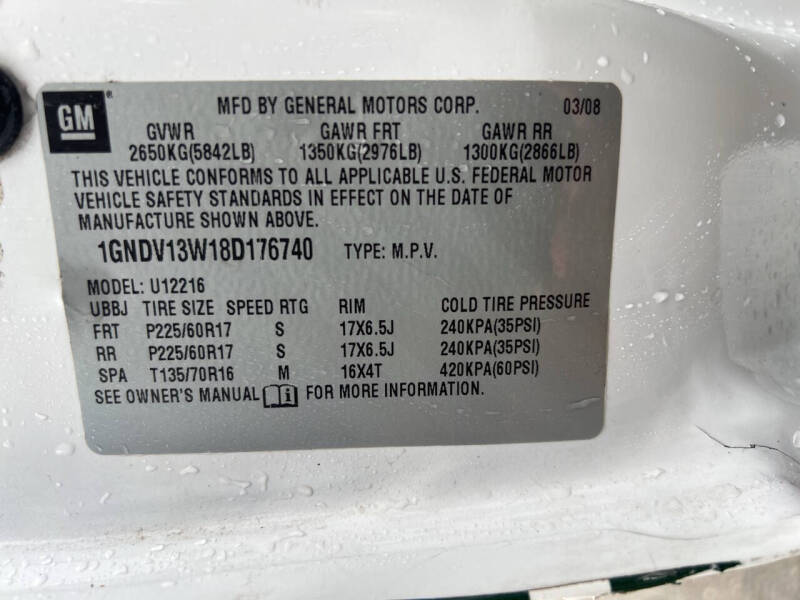 GM® MFD BY GENERAL MOTORS CORP. 03/08
GVWR GAWR FRT GAWR RR
2650KG(5842LB) 1350KG(2976LB) 1300KG(2866LB)
THIS VEHICLE CONFORMS TO ALL APPLICABLE U.S. FEDERAL MOTOR
VEHICLE SAFETY STANDARDS IN EFFECT ON THE DATE OF
MANUFACTURE SHOWN ABOVE.
1GNDV13W18D176740 TYPE: M.P.V.
MODEL: U12216
UBBJ TIRE SIZE SPEED RTG RIM COLD TIRE PRESSURE
FRT P225/60R17 S 17X6.5J 240KPA(35PSI)
RR P225/60R17 S 17X6.5J 240KPA(35PSI)
SPA T135/70R16 M 16X4T 420KPA(60PSI)
SEE OWNER'S MANUAL i FOR MORE INFORMATION.